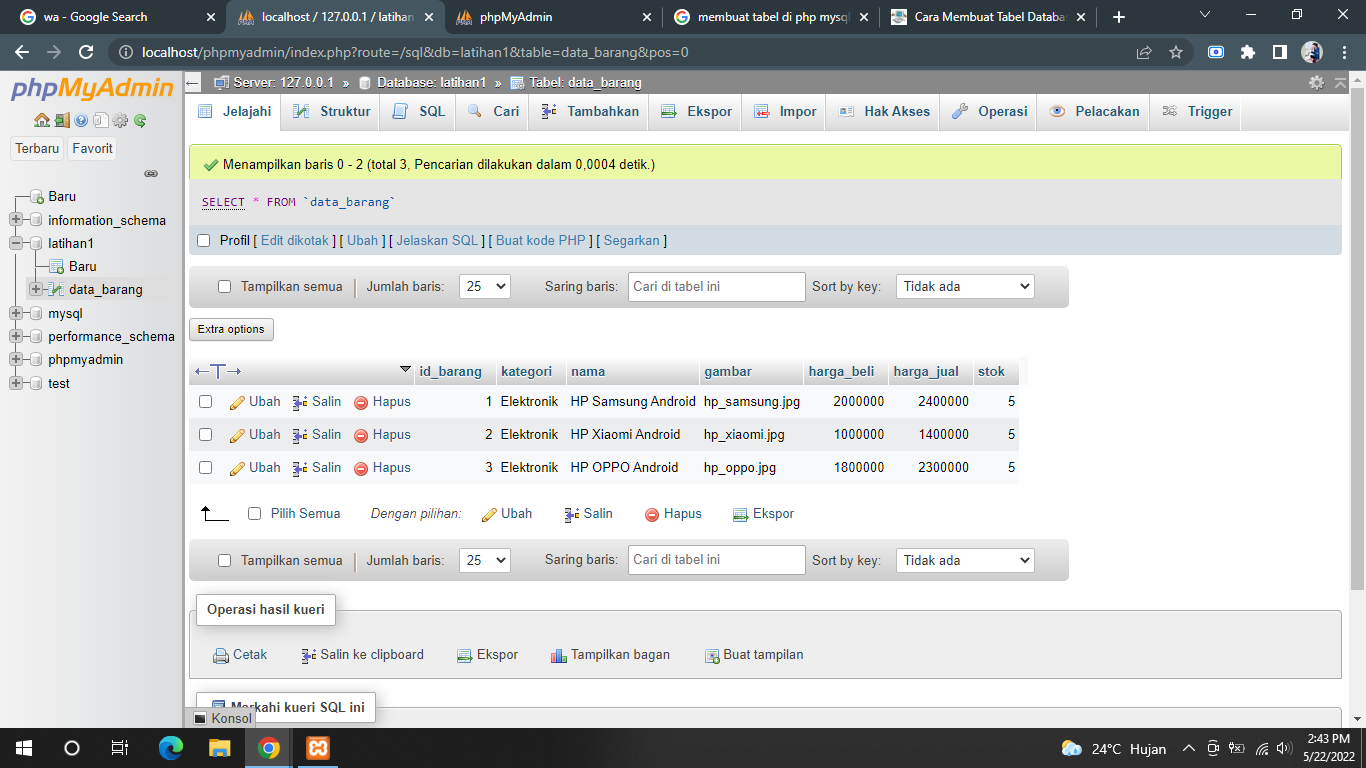 wa - Google Search
localhost / 127.0.0.1 / latihan
phpMyAdmin
membuat tabel di php mysql
Cara Membuat Tabel Databas
localhost/phpmyadmin/index.php?route=/sql&db=latihan1&table=data_barang&pos=0
phpMyAdmin
Server: 127.0.0.1 » Database: latihan1 » Tabel: data_barang
Jelajahi Struktur SQL Cari Tambahkan Ekspor Impor Hak Akses Operasi Pelacakan Trigger
Terbaru Favorit
Baru
information_schema
latihan1
Baru
data_barang
mysql
performance_schema
phpmyadmin
test
Menampilkan baris 0 - 2 (total 3, Pencarian dilakukan dalam 0,0004 detik.)
SELECT * FROM `data_barang`
Profil [ Edit dikotak ] [ Ubah ] [ Jelaskan SQL ] [ Buat kode PHP ] [ Segarkan ]
Tampilkan semua | Jumlah baris: 25 Saring baris: Cari di tabel ini Sort by key: Tidak ada
Extra options
←T→ id_barang kategori nama gambar harga_beli harga_jual stok
Ubah Salin Hapus 1 Elektronik HP Samsung Android hp_samsung.jpg 2000000 2400000 5
Ubah Salin Hapus 2 Elektronik HP Xiaomi Android hp_xiaomi.jpg 1000000 1400000 5
Ubah Salin Hapus 3 Elektronik HP OPPO Android hp_oppo.jpg 1800000 2300000 5
Pilih Semua Dengan pilihan: Ubah Salin Hapus Ekspor
Tampilkan semua | Jumlah baris: 25 Saring baris: Cari di tabel ini Sort by key: Tidak ada
Operasi hasil kueri
Cetak Salin ke clipboard Ekspor Tampilkan bagan Buat tampilan
Markahi kueri SQL ini
Konsol
24°C Hujan
2:43 PM
5/22/2022